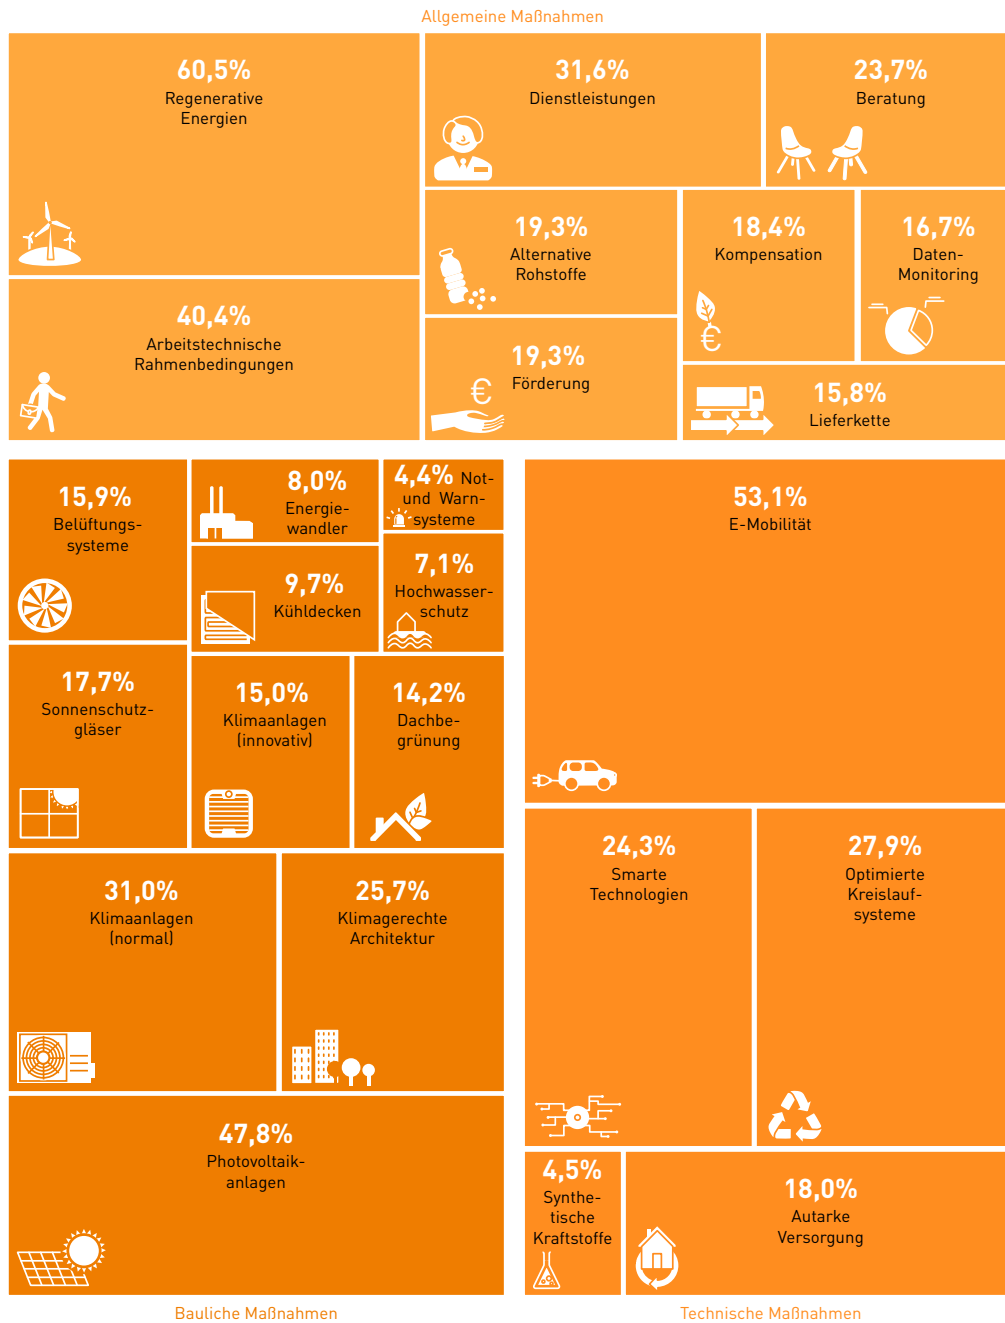 Allgemeine Maßnahmen
60,5%
Regenerative
Energien
31,6%
Dienstleistungen
23,7%
Beratung
19,3%
Alternative
Rohstoffe
18,4%
Kompensation
16,7%
Daten-
Monitoring
40,4%
Arbeitstechnische
Rahmenbedingungen
19,3%
€ Förderung
€
15,8%
Lieferkette
15,9%
Belüftungs-
systeme
8,0%
Energie-
wandler
4,4% Not-
und Warn-
systeme
9,7%
Kühldecken
7,1%
Hochwasser-
schutz
17,7%
Sonnenschutz-
gläser
15,0%
Klimaanlagen
(innovativ)
14,2%
Dachbe-
grünung
31,0%
Klimaanlagen
(normal)
25,7%
Klimagerechte
Architektur
47,8%
Photovoltaik-
anlagen
53,1%
E-Mobilität
24,3%
Smarte
Technologien
27,9%
Optimierte
Kreislauf-
systeme
4,5%
Synthe-
tische
Kraftstoffe
18,0%
Autarke
Versorgung
Bauliche Maßnahmen
Technische Maßnahmen